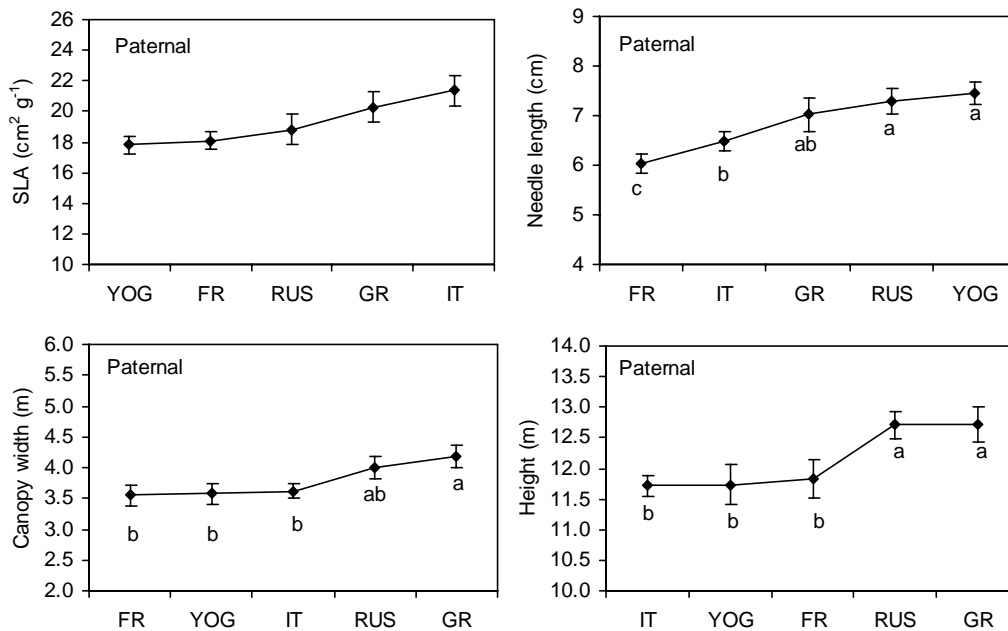 SLA (cm² g⁻¹)
26
24
22
20
18
16
14
12
10
Paternal
YOG FR RUS GR IT
Needle length (cm)
9
8
7
6
5
4
Paternal
c b ab a a
FR IT GR RUS YOG
Canopy width (m)
6.0
5.5
5.0
4.5
4.0
3.5
3.0
2.5
2.0
Paternal
b b b ab a
FR YOG IT RUS GR
Height (m)
14.0
13.5
13.0
12.5
12.0
11.5
11.0
10.5
10.0
Paternal
b b b a a
IT YOG FR RUS GR